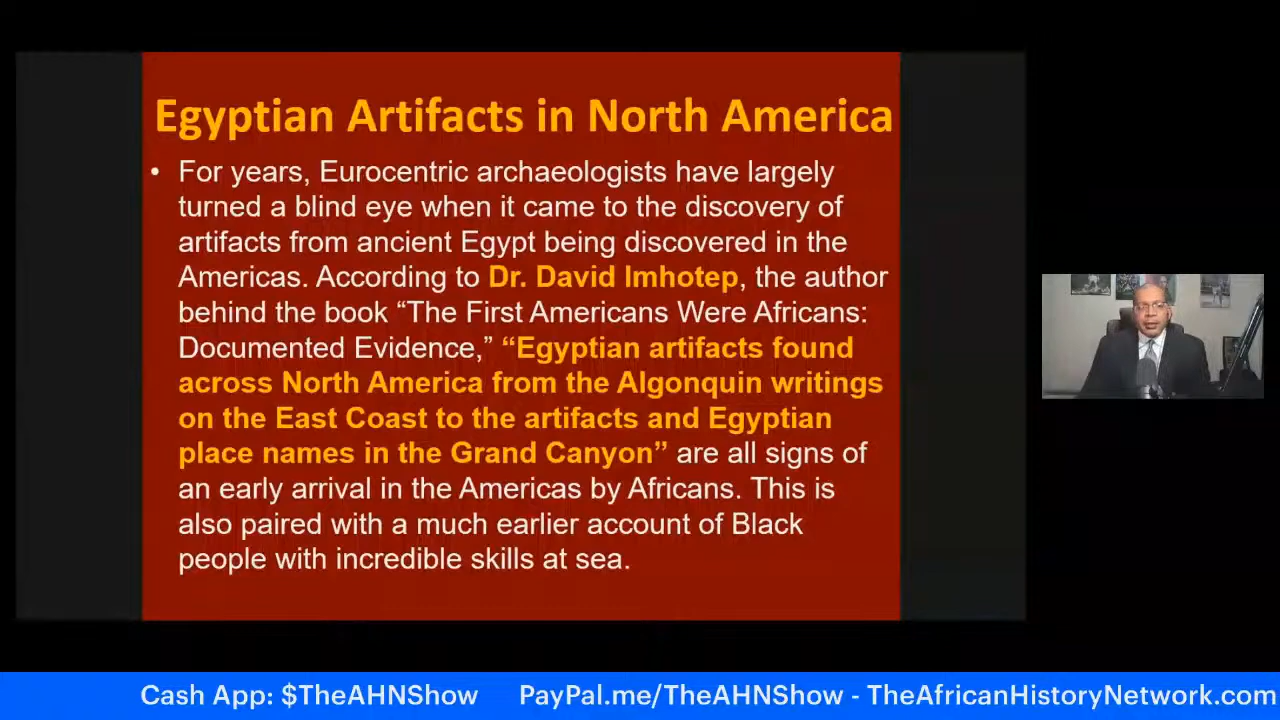 Egyptian Artifacts in North America
• For years, Eurocentric archaeologists have largely
turned a blind eye when it came to the discovery of
artifacts from ancient Egypt being discovered in the
Americas. According to Dr. David Imhotep, the author
behind the book “The First Americans Were Africans:
Documented Evidence,” “Egyptian artifacts found
across North America from the Algonquin writings
on the East Coast to the artifacts and Egyptian
place names in the Grand Canyon” are all signs of
an early arrival in the Americas by Africans. This is
also paired with a much earlier account of Black
people with incredible skills at sea.
Cash App: $TheAHNShow PayPal.me/TheAHNShow - TheAfricanHistoryNetwork.com